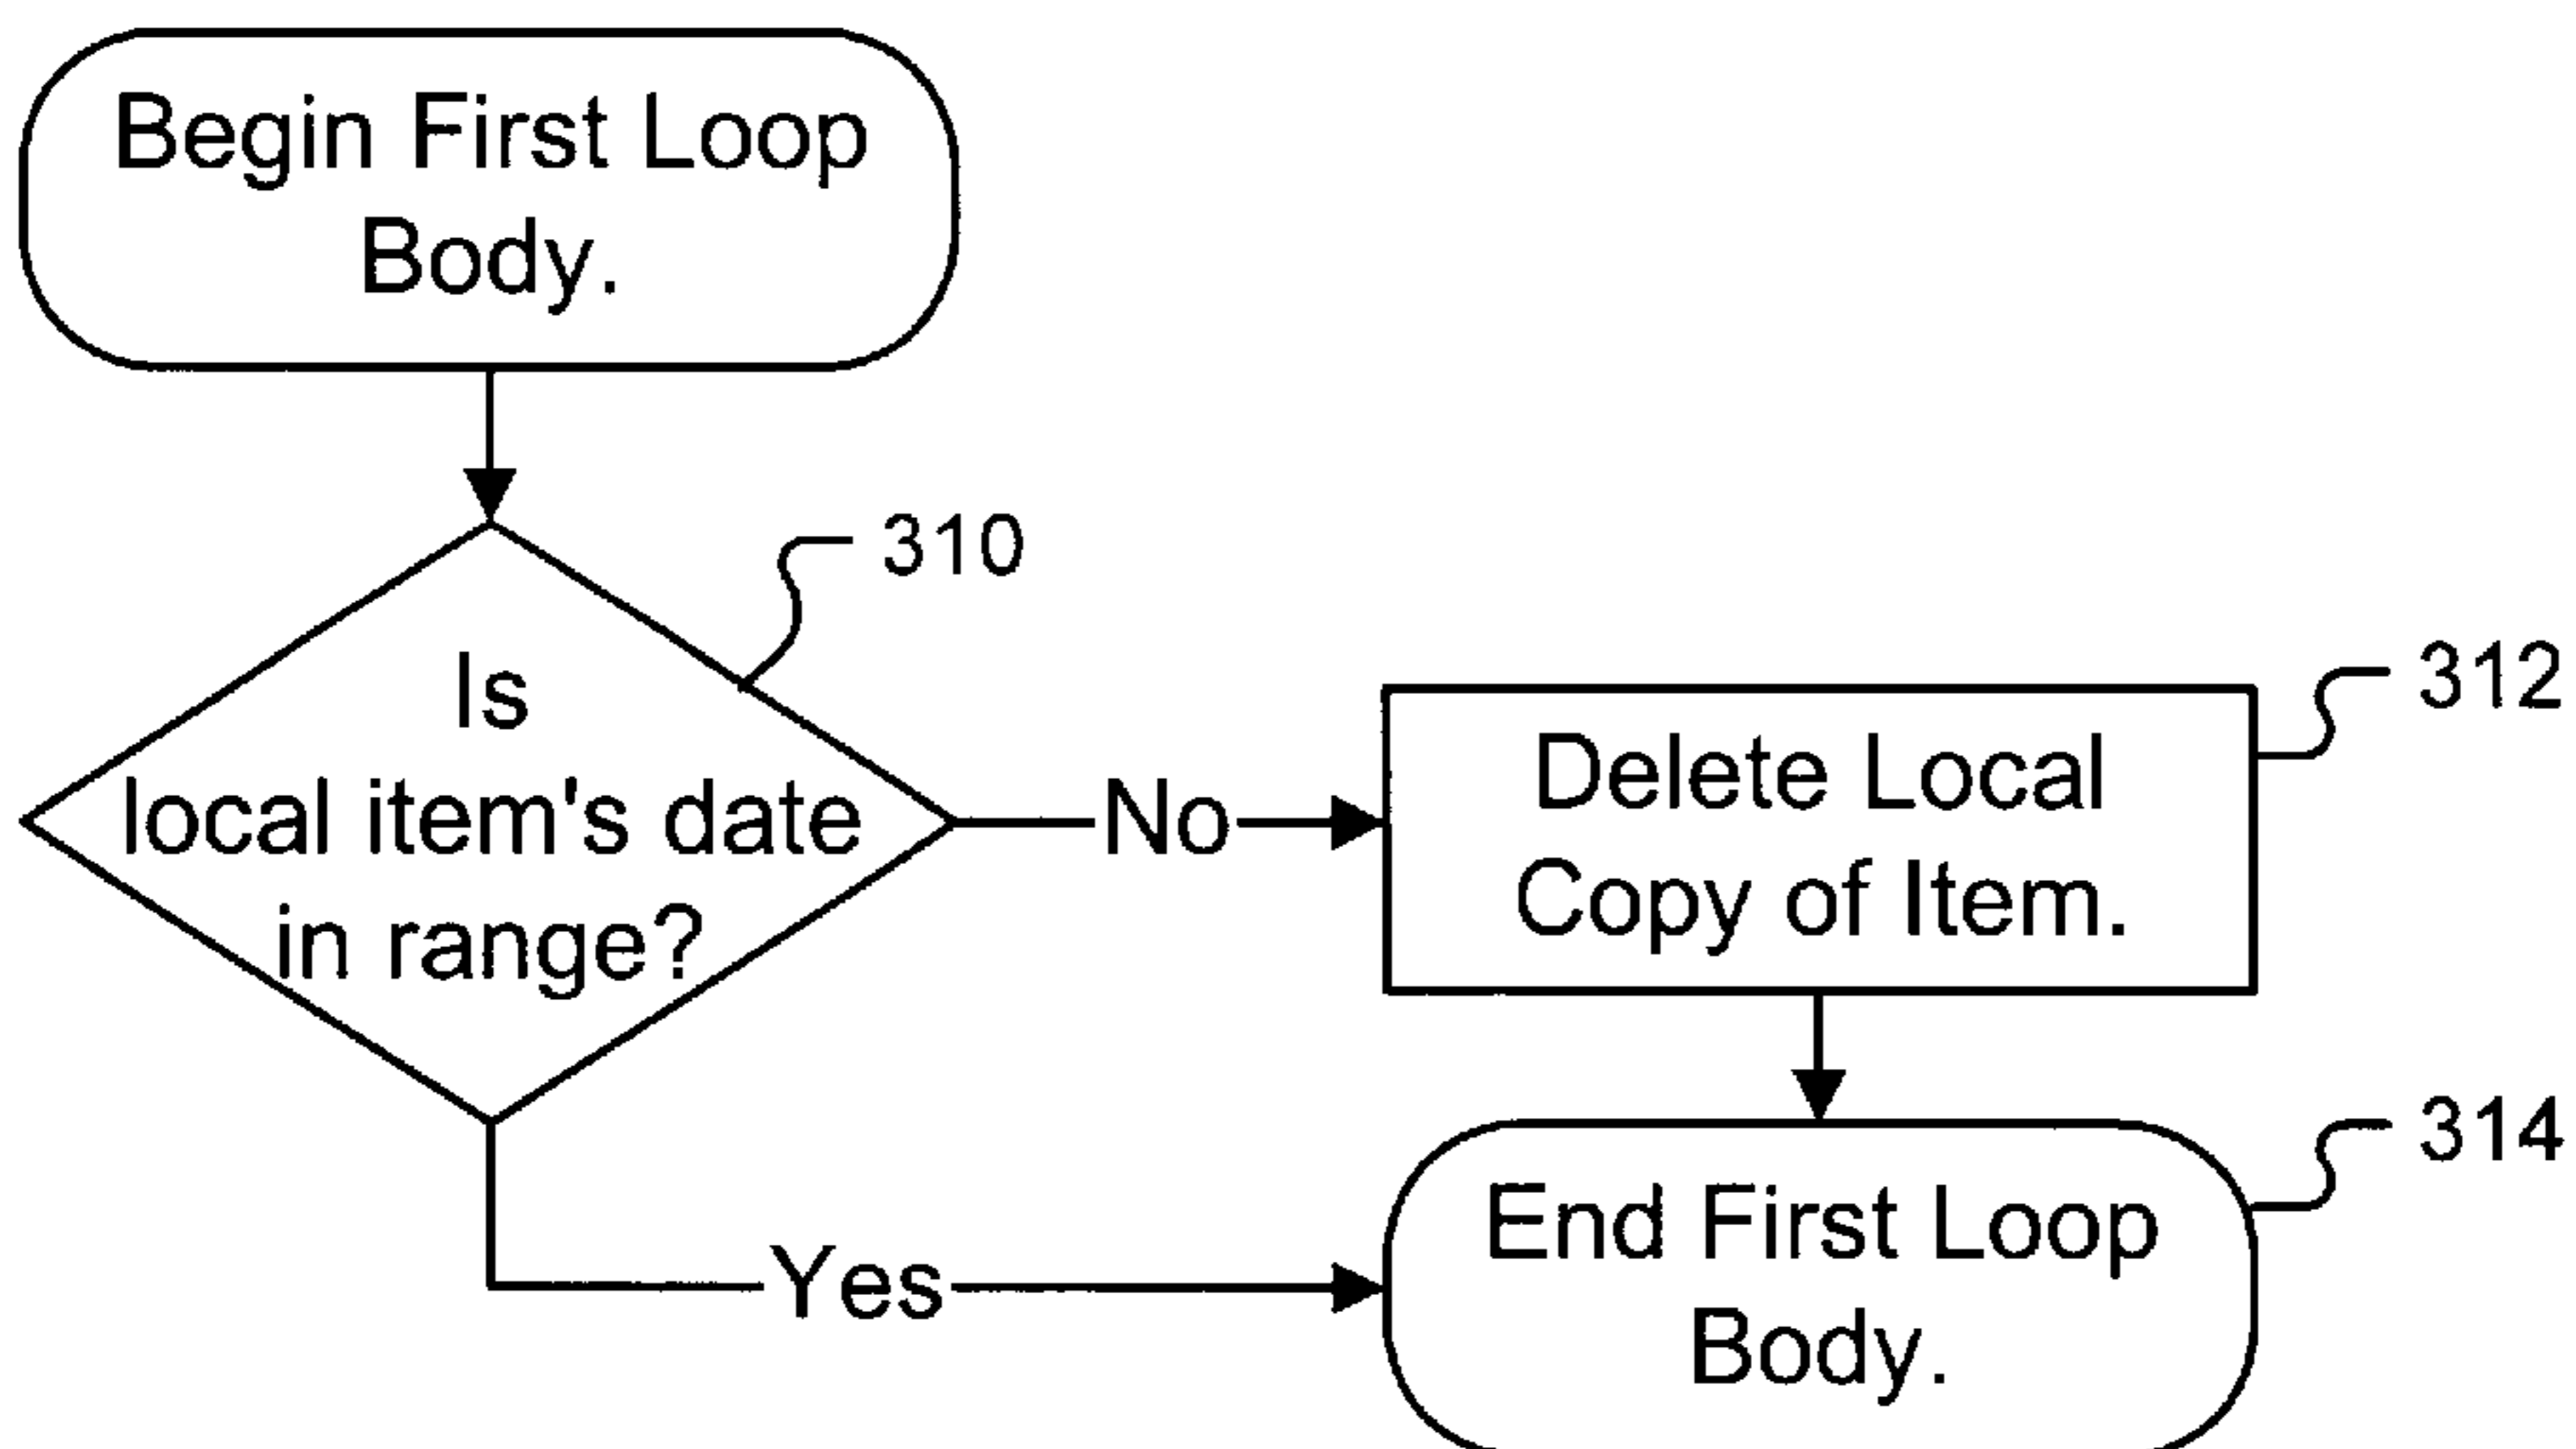 Begin First Loop
Body.
310
Is
local item's date
in range?
No
312
Delete Local
Copy of Item.
314
Yes
End First Loop
Body.